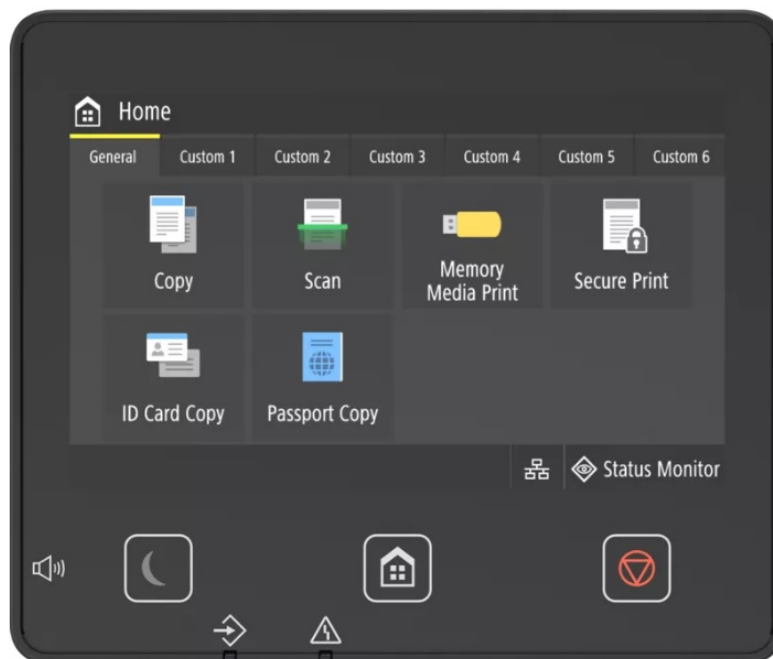 Home
General Custom 1 Custom 2 Custom 3 Custom 4 Custom 5 Custom 6
Copy
Scan
Memory
Media Print
Secure Print
ID Card Copy
Passport Copy
Status Monitor